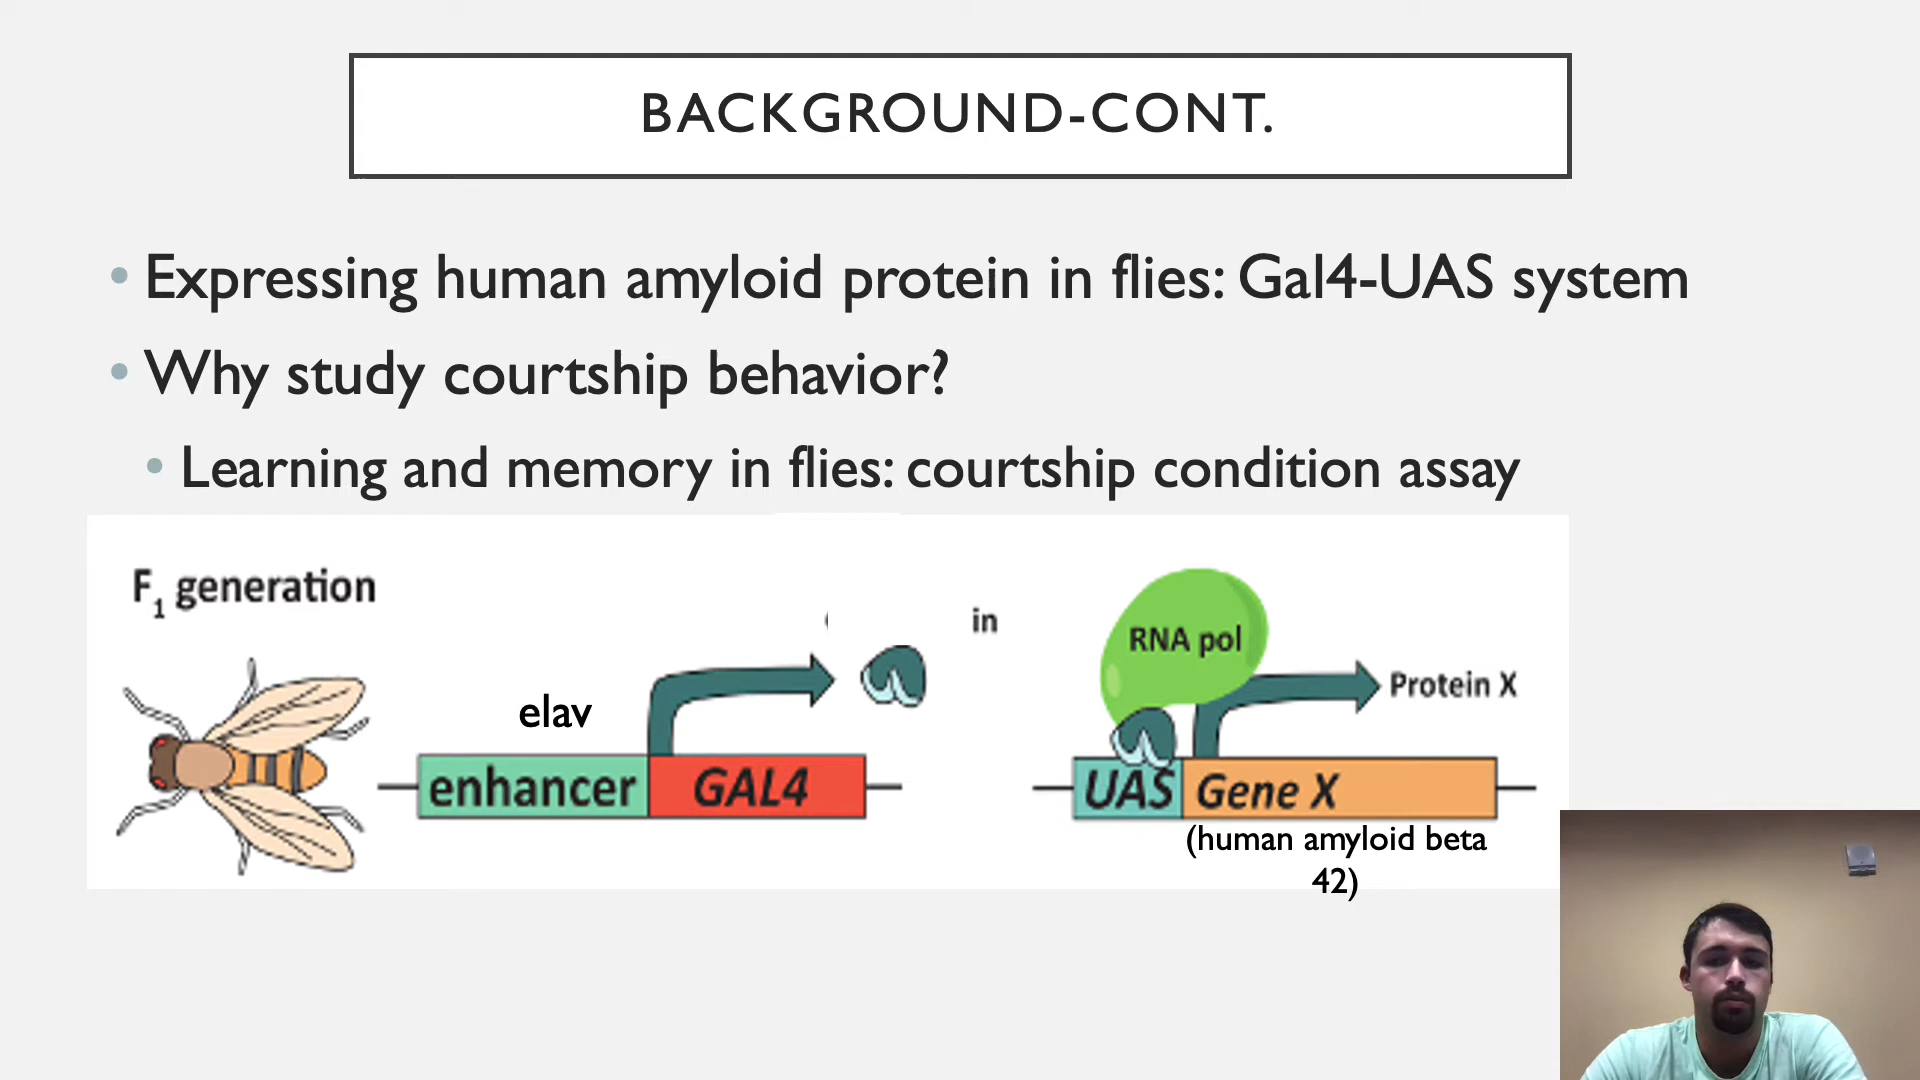 BACKGROUND-CONT.
• Expressing human amyloid protein in flies: Gal4-UAS system
• Why study courtship behavior?
• Learning and memory in flies: courtship condition assay
F1 generation
in
RNA pol
Protein X
elav
enhancer GAL4
UAS Gene X
(human amyloid beta
42)